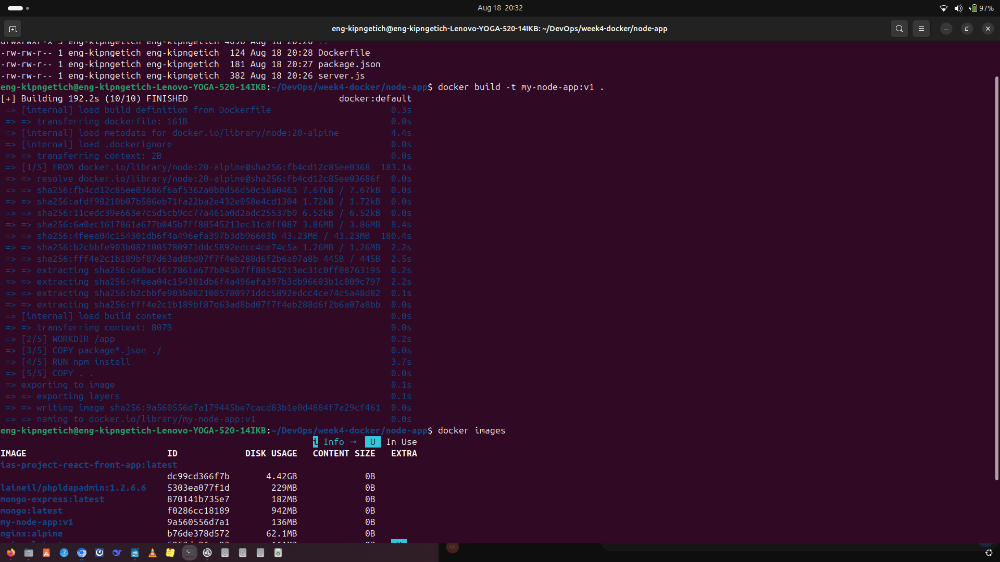 Aug 18 20:32
97%
eng-kipngetich@eng-kipngetich-Lenovo-YOGA-520-14IKB: ~/DevOps/week4-docker/node-app
drwxrwxr-x 3 eng-kipngetich eng-kipngetich 4096 Aug 18 20:26 ..
-rw-rw-r-- 1 eng-kipngetich eng-kipngetich  124 Aug 18 20:28 Dockerfile
-rw-rw-r-- 1 eng-kipngetich eng-kipngetich  181 Aug 18 20:27 package.json
-rw-rw-r-- 1 eng-kipngetich eng-kipngetich  382 Aug 18 20:26 server.js
eng-kipngetich@eng-kipngetich-Lenovo-YOGA-520-14IKB:~/DevOps/week4-docker/node-app$ docker build -t my-node-app:v1 .
[+] Building 192.2s (10/10) FINISHED docker:default
=> [internal] load build definition from Dockerfile 0.3s
=> => transferring dockerfile: 161B 0.0s
=> [internal] load metadata for docker.io/library/node:20-alpine 4.4s
=> [internal] load .dockerignore 0.0s
=> => transferring context: 2B 0.0s
=> [1/5] FROM docker.io/library/node:20-alpine@sha256:fb4cd12c85ee0368 183.1s
=> => resolve docker.io/library/node:20-alpine@sha256:fb4cd12c85ee03686f 0.0s
=> => sha256:fb4cd12c85ee03686f6af5362a0b0d56d50c58a0463 7.67kB / 7.67kB 0.0s
=> => sha256:afdf98210b07b586eb71fa22ba2e432e058e4cd1304 1.72kB / 1.72kB 0.0s
=> => sha256:11cedc39e663e7c5d5cb9cc77a461a0d2adc25537b9 6.52kB / 6.52kB 0.0s
=> => sha256:6a0ac1617861a677b045b7ff88545213ec31c0ff087 3.86MB / 3.86MB 8.4s
=> => sha256:4feea04c154301db6f4a496efa397b3db96603b 43.23MB / 43.23MB 180.4s
=> => sha256:b2cbbfe903b0821005780971ddc5892edcc4ce74c5a 1.26MB / 1.26MB 2.2s
=> => sha256:fff4e2c1b189bf87d63ad8bd07f7f4eb288d6f2b6a07a8b 445B / 445B 2.5s
=> => extracting sha256:6a0ac1617861a677b045b7ff88545213ec31c0ff08763195 0.2s
=> => extracting sha256:4feea04c154301db6f4a496efa397b3db96603b1c009c797 2.2s
=> => extracting sha256:b2cbbfe903b0821005780971ddc5892edcc4ce74c5a48d82 0.1s
=> => extracting sha256:fff4e2c1b189bf87d63ad8bd07f7f4eb288d6f2b6a07a8bb 0.0s
=> [internal] load build context 0.0s
=> => transferring context: 807B 0.0s
=> [2/5] WORKDIR /app 0.2s
=> [3/5] COPY package*.json ./ 0.0s
=> [4/5] RUN npm install 3.7s
=> [5/5] COPY . . 0.0s
=> exporting to image 0.1s
=> => exporting layers 0.1s
=> => writing image sha256:9a560556d7a179445be7cacd83b1e0d4884f7a29cf461 0.0s
=> => naming to docker.io/library/my-node-app:v1 0.0s
eng-kipngetich@eng-kipngetich-Lenovo-YOGA-520-14IKB:~/DevOps/week4-docker/node-app$ docker images
i Info → U In Use
IMAGE ID DISK USAGE CONTENT SIZE EXTRA
ias-project-react-front-app:latest
dc99cd366f7b 4.42GB 0B
laineil/phpldapadmin:1.2.6.6 5303ea077f1d 229MB 0B
mongo-express:latest 870141b735e7 182MB 0B
mongo:latest f0286cc18189 942MB 0B
my-node-app:v1 9a560556d7a1 136MB 0B
nginx:alpine b76de378d572 62.1MB 0B
KK